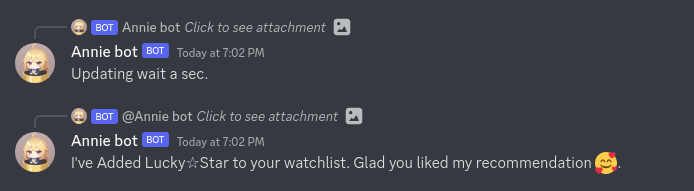 BOT Annie bot Click to see attachment
Annie bot BOT Today at 7:02 PM
Updating wait a sec.
BOT @Annie bot Click to see attachment
Annie bot BOT Today at 7:02 PM
I've Added Lucky☆Star to your watchlist. Glad you liked my recommendation 🥰.